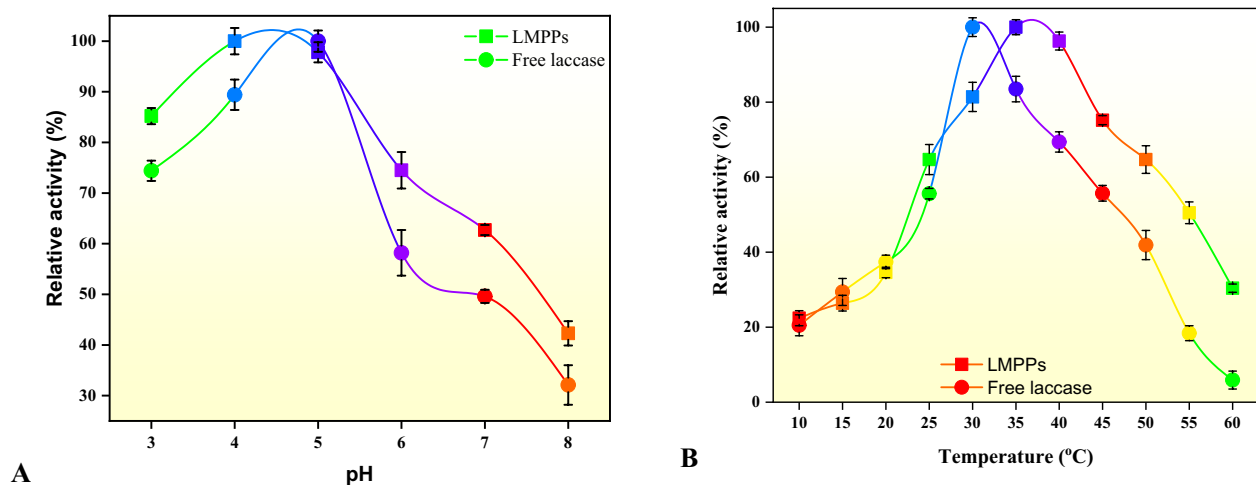 100
90
80
70
60
50
40
30
Relative activity (%)
LMPPs
Free laccase
3 4 5 6 7 8
pH
A
100
80
60
40
20
0
Relative activity (%)
LMPPs
Free laccase
10 15 20 25 30 35 40 45 50 55 60
Temperature (°C)
B